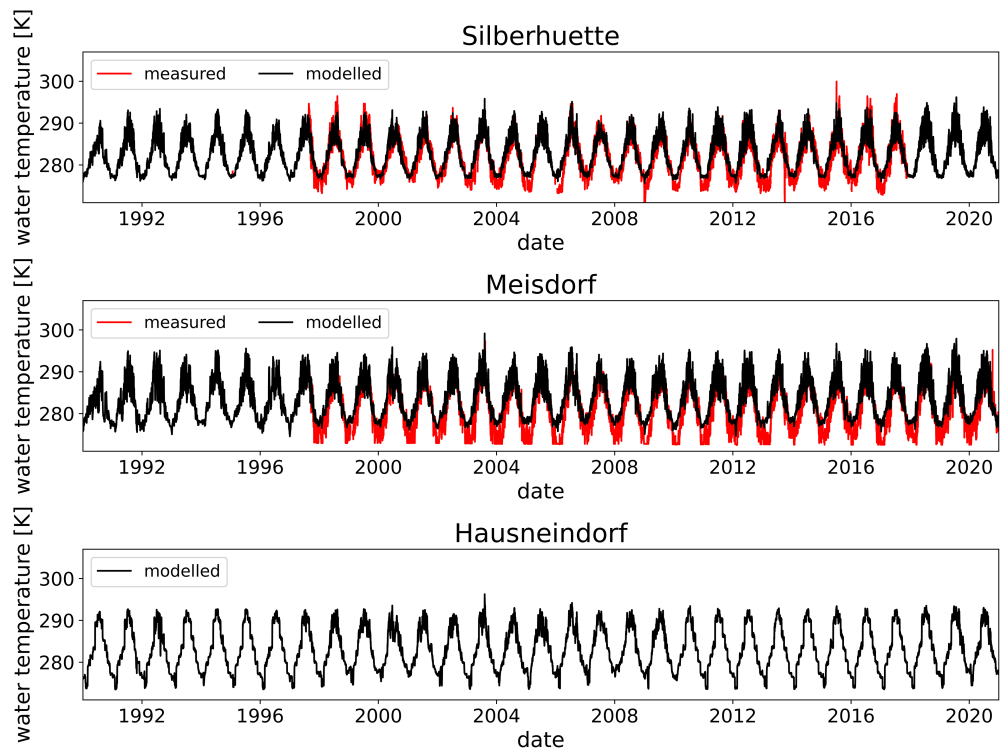 Silberhuette
water temperature [K]
measured modelled
300
290
280
1992 1996 2000 2004 2008 2012 2016 2020
date
Meisdorf
water temperature [K]
measured modelled
300
290
280
1992 1996 2000 2004 2008 2012 2016 2020
date
Hausneindorf
water temperature [K]
modelled
300
290
280
1992 1996 2000 2004 2008 2012 2016 2020
date